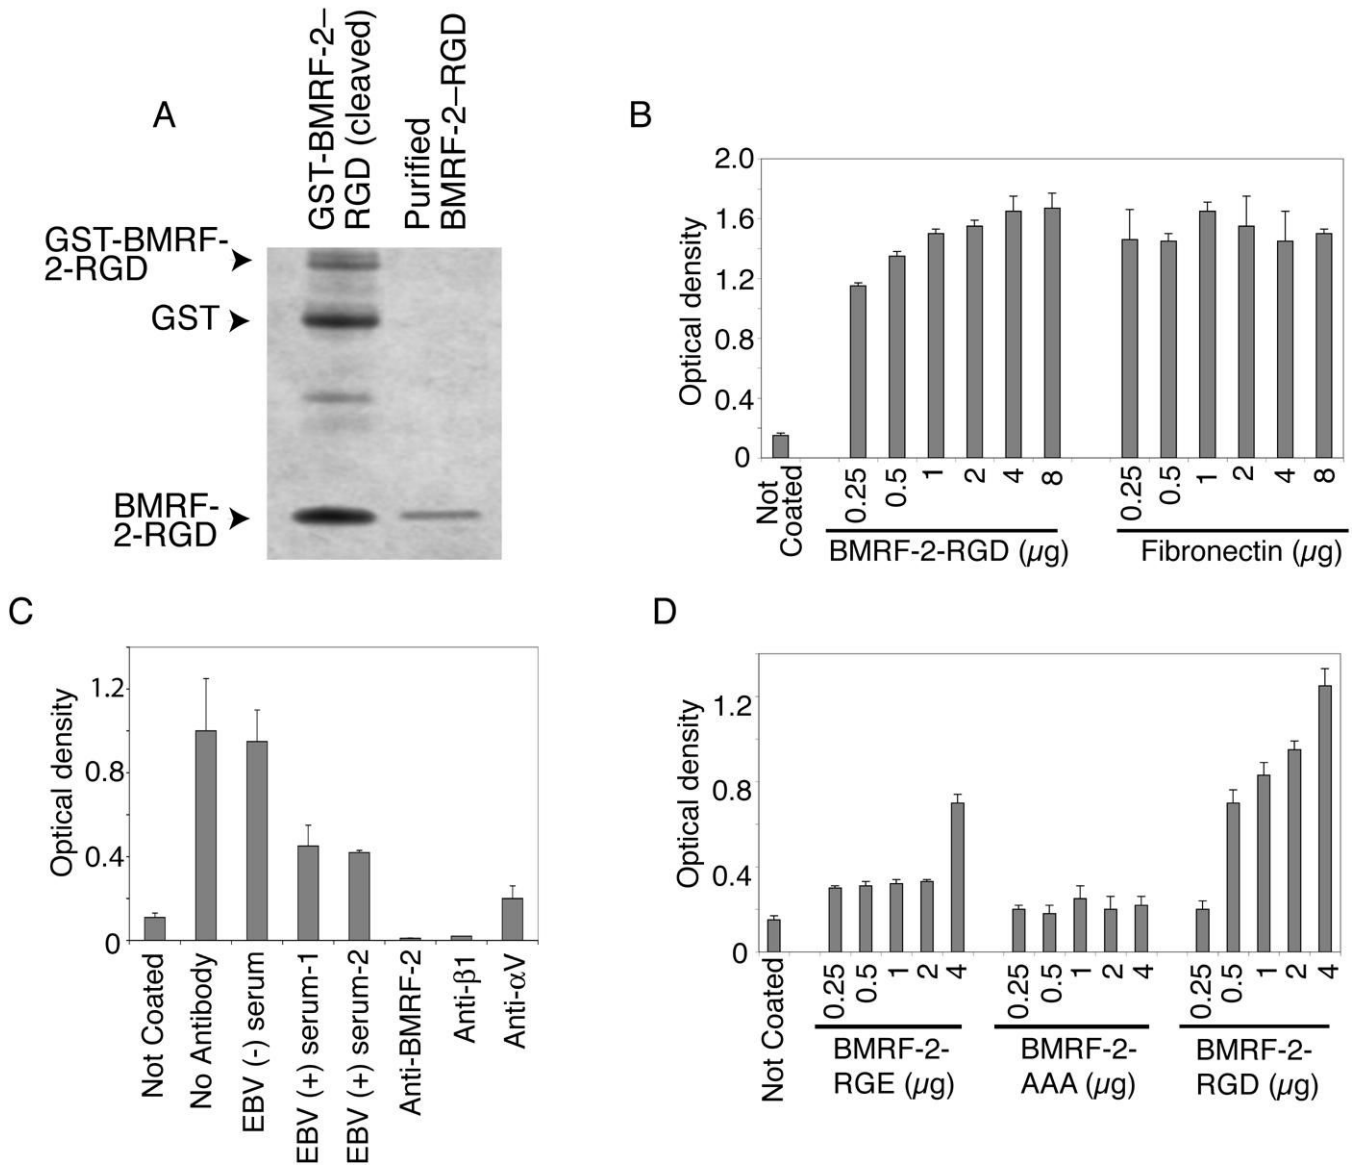 A
GST-BMRF-2–
RGD (cleaved)
Purified
BMRF-2–RGD
GST-BMRF-
2-RGD
GST
BMRF-
2-RGD
B
Optical density
2.0
1.6
1.2
0.8
0.4
0
Not
Coated
0.25
0.5
1
2
4
8
BMRF-2-RGD (µg)
0.25
0.5
1
2
4
8
Fibronectin (µg)
C
Optical density
1.2
0.8
0.4
0
Not Coated
No Antibody
EBV (-) serum
EBV (+) serum-1
EBV (+) serum-2
Anti-BMRF-2
Anti-β1
Anti-αV
D
Optical density
1.2
0.8
0.4
0
Not Coated
0.25
0.5
1
2
4
BMRF-2-
RGE (µg)
0.25
0.5
1
2
4
BMRF-2-
AAA (µg)
0.25
0.5
1
2
4
BMRF-2-
RGD (µg)